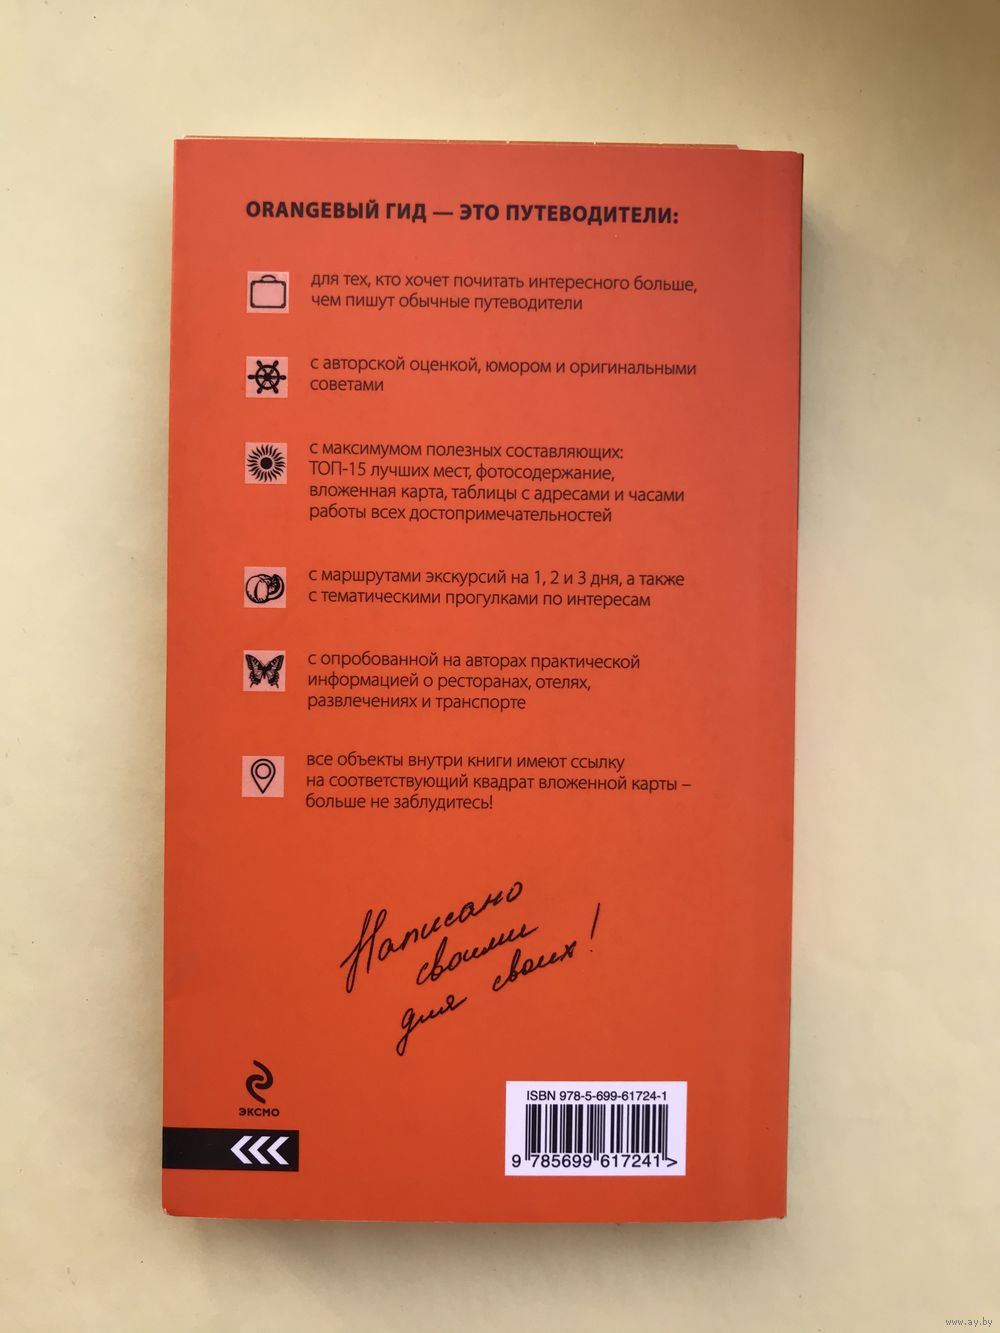 ORANGEВЫЙ ГИД — ЭТО ПУТЕВОДИТЕЛИ:
для тех, кто хочет почитать интересного больше,
чем пишут обычные путеводители
с авторской оценкой, юмором и оригинальными
советами
с максимумом полезных составляющих:
ТОП-15 лучших мест, фотосодержание,
вложенная карта, таблицы с адресами и часами
работы всех достопримечательностей
с маршрутами экскурсий на 1, 2 и 3 дня, а также
с тематическими прогулками по интересам
с опробованной на авторах практической
информацией о ресторанах, отелях,
развлечениях и транспорте
все объекты внутри книги имеют ссылку
на соответствующий квадрат вложенной карты –
больше не заблудитесь!
Написано
своими
для своих!
ЭКСМО
ISBN 978-5-699-61724-1
9 785699 617241 >
www.ay.by